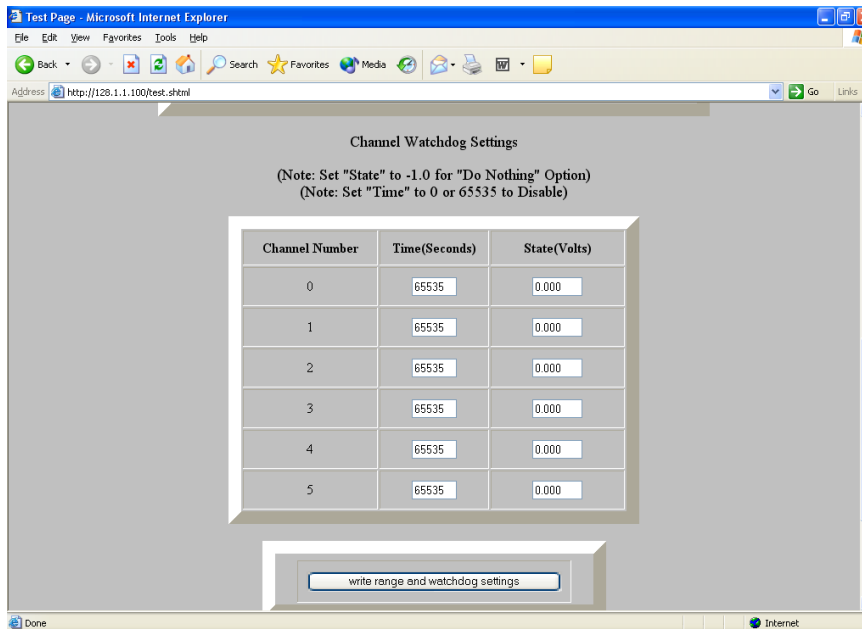 Test Page - Microsoft Internet Explorer
File Edit View Favorites Tools Help
Back Search Favorites Media
Address http://128.1.1.100/test.shtml Go Links
Channel Watchdog Settings
(Note: Set "State" to -1.0 for "Do Nothing" Option)
(Note: Set "Time" to 0 or 65535 to Disable)
Channel Number Time(Seconds) State(Volts)
0 65535 0.000
1 65535 0.000
2 65535 0.000
3 65535 0.000
4 65535 0.000
5 65535 0.000
write range and watchdog settings
Done Internet